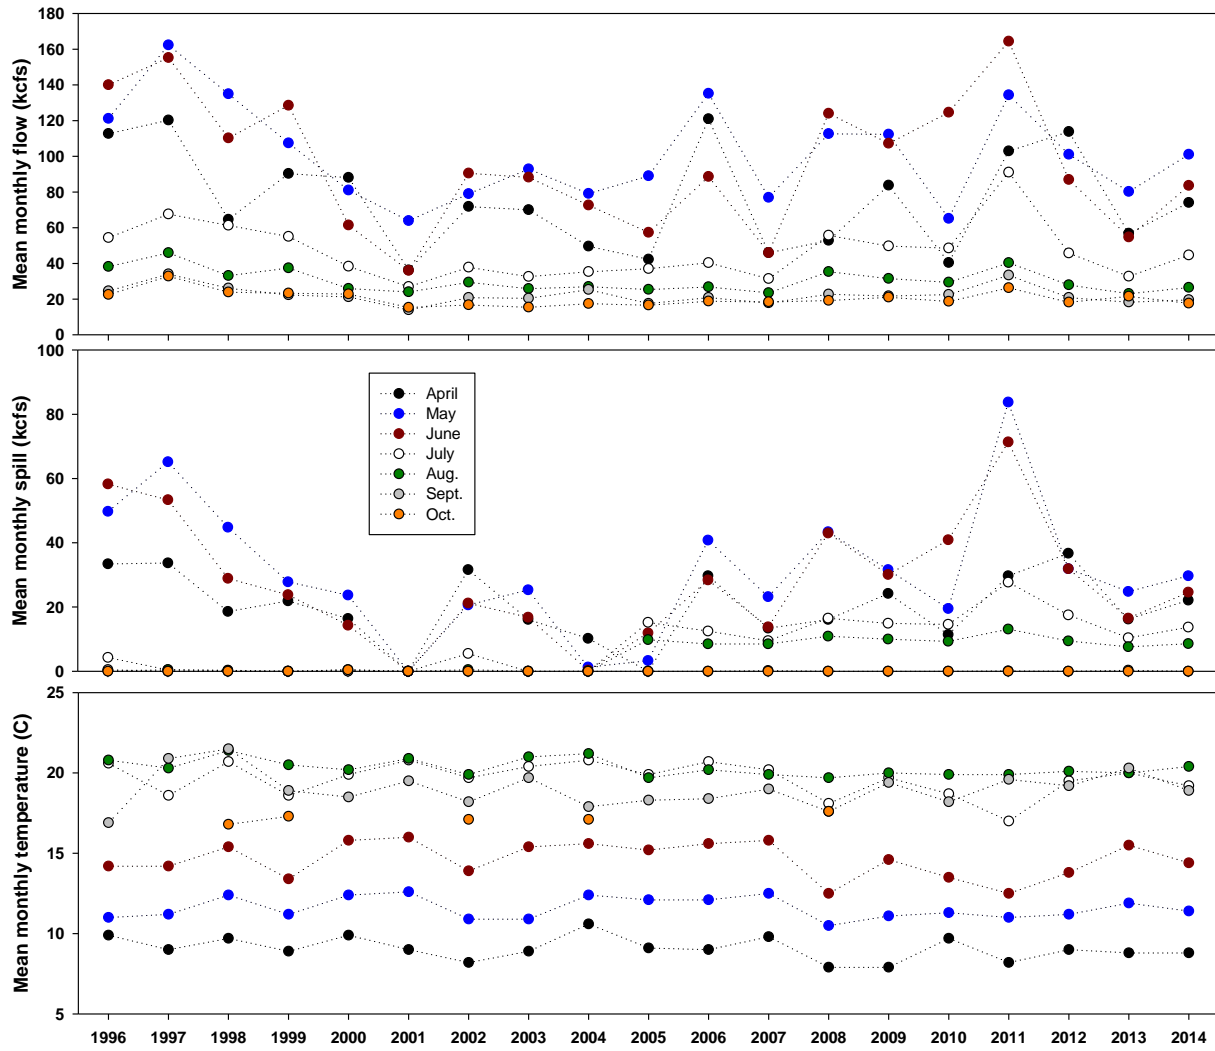 Mean monthly flow (kcfs)
180
160
140
120
100
80
60
40
20
0
Mean monthly spill (kcfs)
100
80
60
40
20
0
April
May
June
July
Aug.
Sept.
Oct.
Mean monthly temperature (C)
25
20
15
10
5
1996 1997 1998 1999 2000 2001 2002 2003 2004 2005 2006 2007 2008 2009 2010 2011 2012 2013 2014